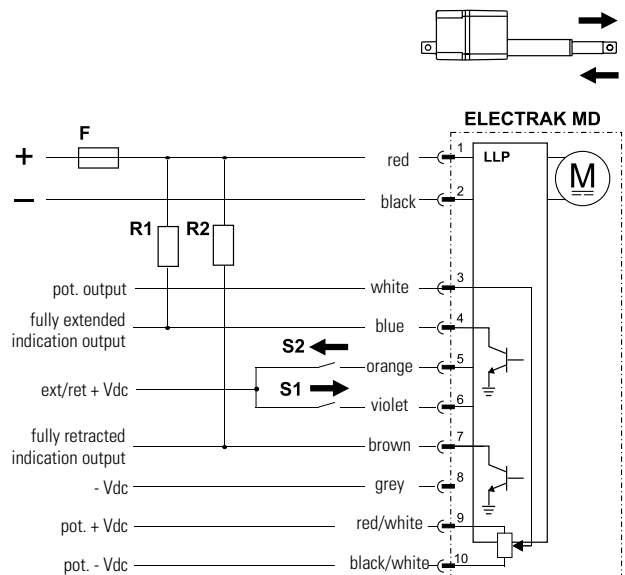 ELECTRAK MD
F
+
red
1
LLP
M
–
black
2
R1 R2
pot. output
white
3
fully extended
indication output
blue
4
S2
orange
5
ext/ret + Vdc
S1
violet
6
fully retracted
indication output
brown
7
- Vdc
grey
8
pot. + Vdc
red/white
9
pot. - Vdc
black/white
10